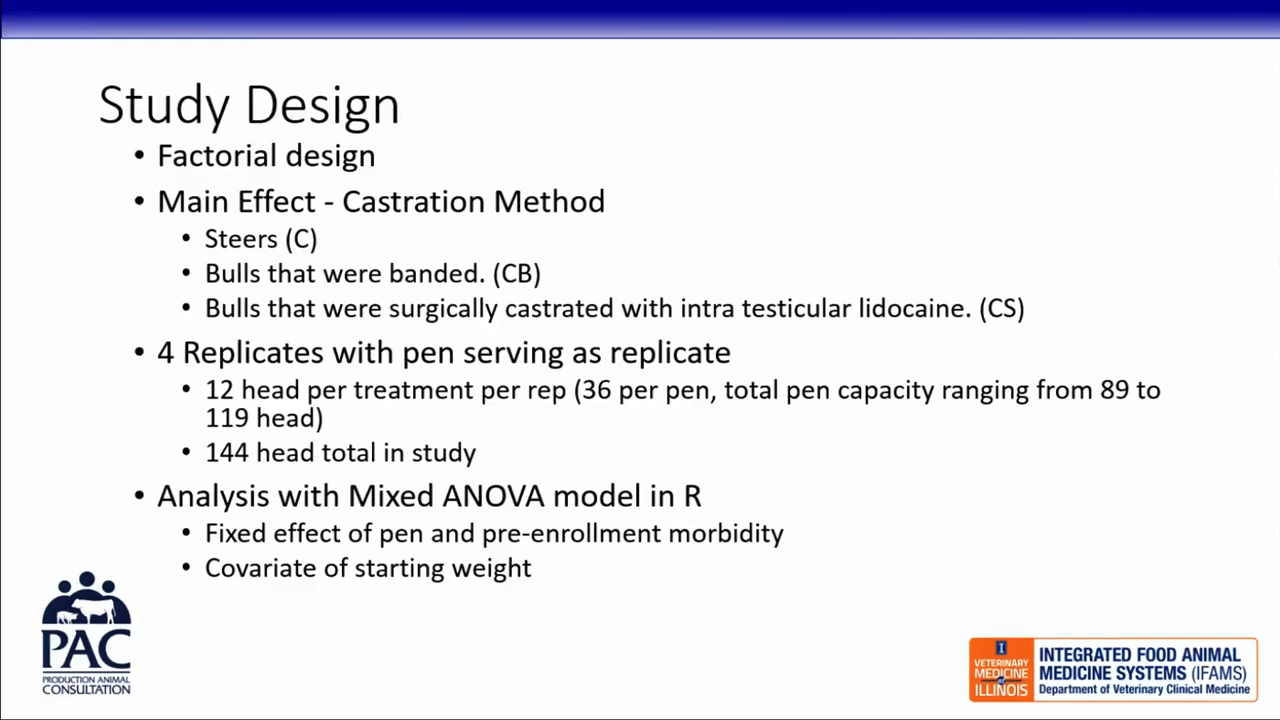 Study Design
• Factorial design
• Main Effect - Castration Method
• Steers (C)
• Bulls that were banded. (CB)
• Bulls that were surgically castrated with intra testicular lidocaine. (CS)
• 4 Replicates with pen serving as replicate
• 12 head per treatment per rep (36 per pen, total pen capacity ranging from 89 to
119 head)
• 144 head total in study
• Analysis with Mixed ANOVA model in R
• Fixed effect of pen and pre-enrollment morbidity
• Covariate of starting weight
PAC
PRODUCTION ANIMAL
CONSULTATION
I
VETERINARY
MEDICINE
at
ILLINOIS
INTEGRATED FOOD ANIMAL
MEDICINE SYSTEMS (IFAMS)
Department of Veterinary Clinical Medicine